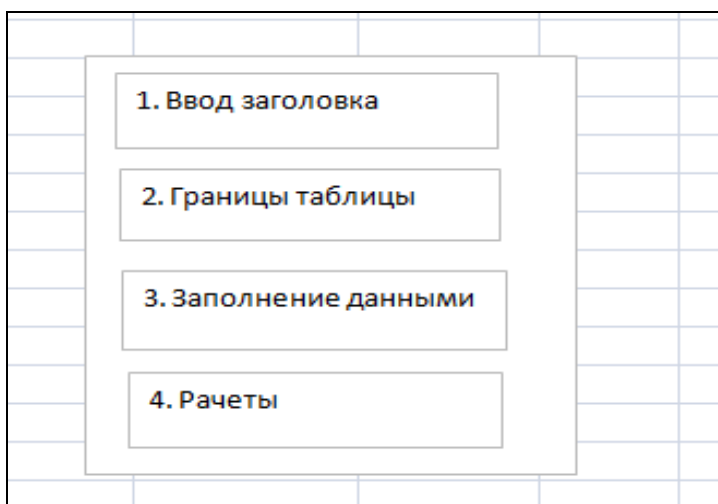 1. Ввод заголовка
2. Границы таблицы
3. Заполнение данными
4. Рачеты